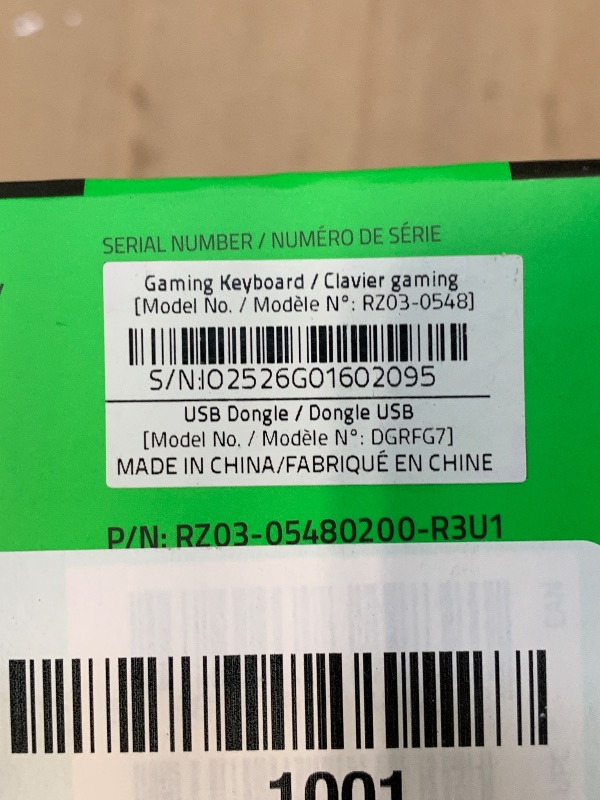 SERIAL NUMBER / NUMÉRO DE SÉRIE
Gaming Keyboard / Clavier gaming
[Model No. / Modèle N°: RZ03-0548]
S/N:IO2526G01602095
USB Dongle / Dongle USB
[Model No. / Modèle N°: DGRFG7]
MADE IN CHINA/FABRIQUÉ EN CHINE
P/N: RZ03-05480200-R3U1
1001